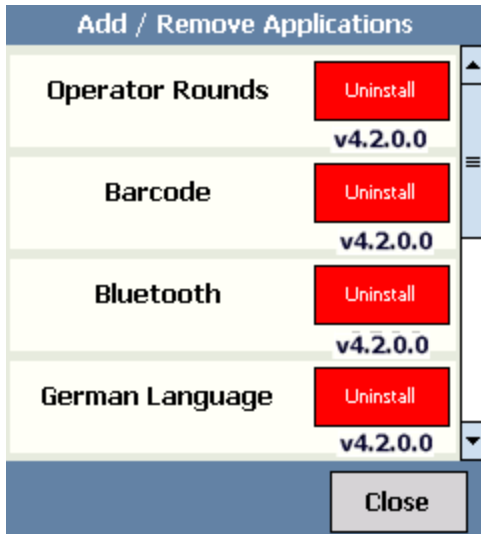 Add / Remove Applications
Operator Rounds
Uninstall
v4.2.0.0
Barcode
Uninstall
v4.2.0.0
Bluetooth
Uninstall
v4.2.0.0
German Language
Uninstall
v4.2.0.0
Close